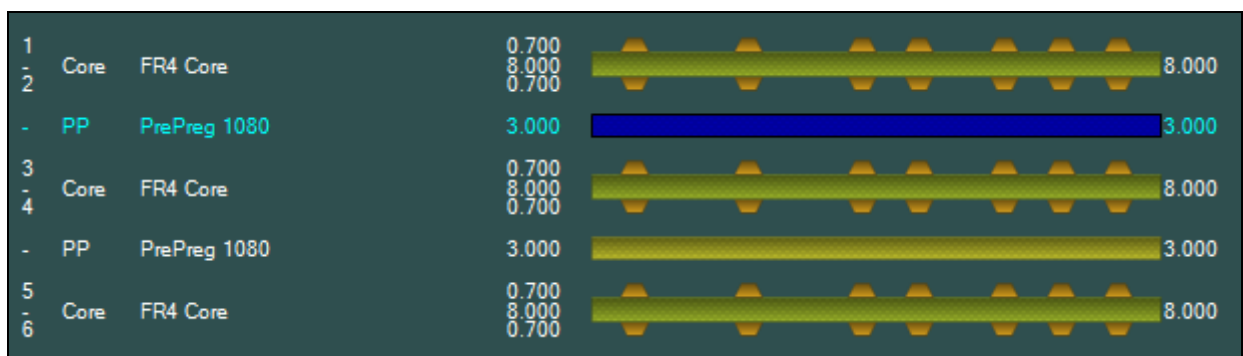 1 0.700
- Core FR4 Core 8.000 8.000
2 0.700
- PP PrePreg 1080 3.000 3.000
3 0.700
- Core FR4 Core 8.000 8.000
4 0.700
- PP PrePreg 1080 3.000 3.000
5 0.700
- Core FR4 Core 8.000 8.000
6 0.700